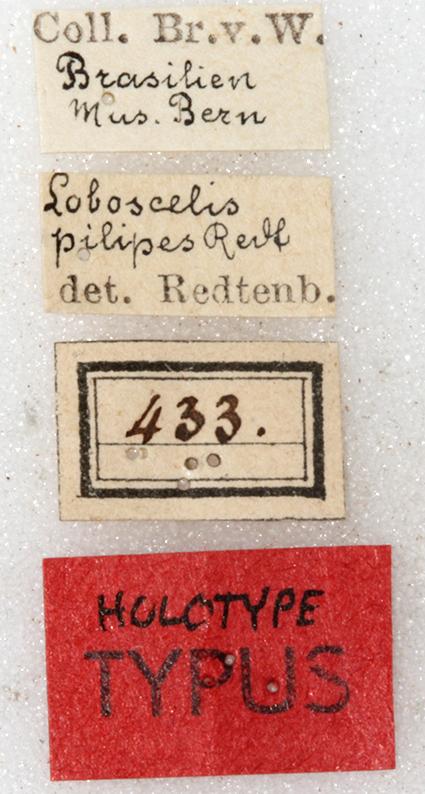 Coll. Br.v.W.
Brasilien
Mus. Bern
Loboscelis
pilipes Redt
det. Redtenb.
433.
HOLOTYPE
TYPUS